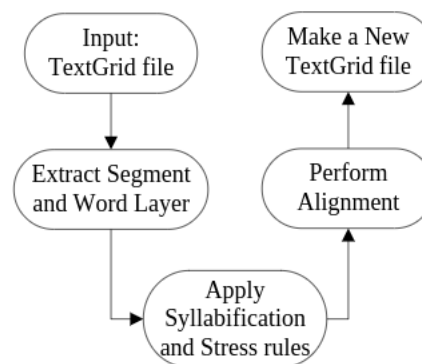 Input:
TextGrid file
Extract Segment
and Word Layer
Apply
Syllabification
and Stress rules
Perform
Alignment
Make a New
TextGrid file